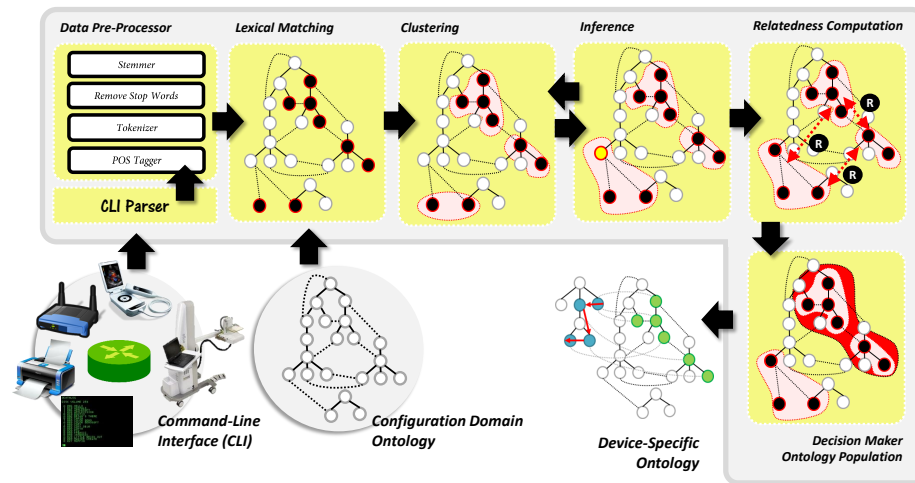 Data Pre-Processor
Lexical Matching
Clustering
Inference
Relatedness Computation
Stemmer
Remove Stop Words
Tokenizer
POS Tagger
CLI Parser
R
R
R
Command-Line
Interface (CLI)
Configuration Domain
Ontology
Device-Specific
Ontology
Decision Maker
Ontology Population